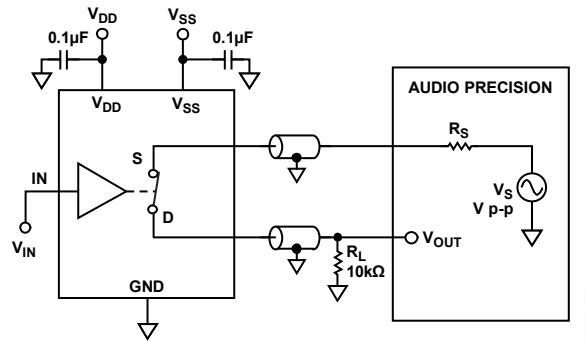 VDD
VSS
0.1µF
0.1µF
VDD
VSS
AUDIO PRECISION
RS
S
IN
VS
V p-p
D
VIN
VOUT
RL
10kΩ
GND